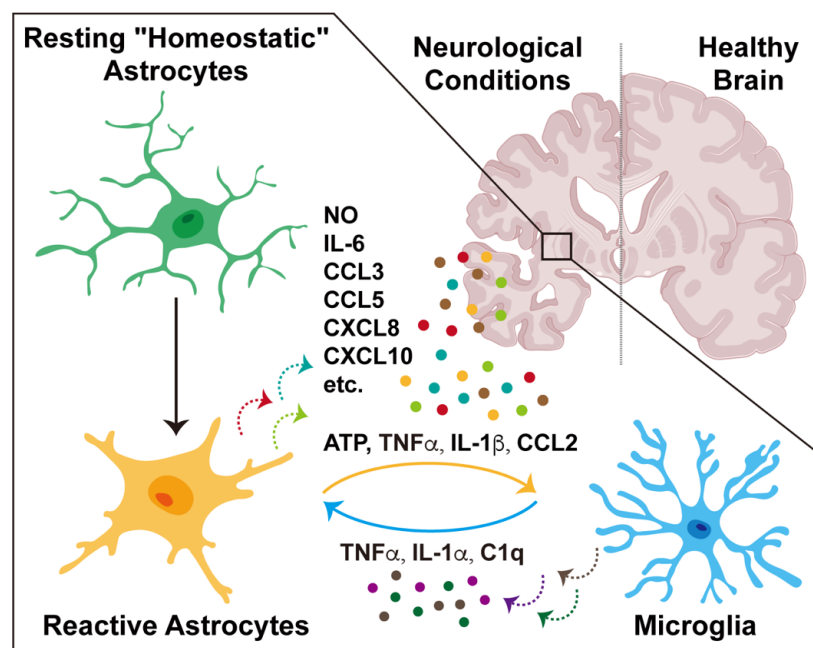 Resting "Homeostatic"
Astrocytes
Neurological
Conditions
Healthy
Brain
NO
IL-6
CCL3
CCL5
CXCL8
CXCL10
etc.
ATP, TNFα, IL-1β, CCL2
TNFα, IL-1α, C1q
Reactive Astrocytes
Microglia